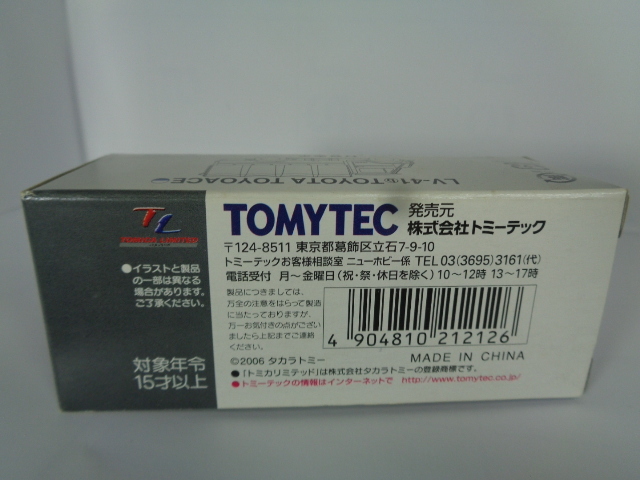 LV-41b TOYOTA TOYOACE
TL
TOMICA LIMITED
●イラストと製品
の一部は異なる
場合があります。
ご了承ください。
対象年令
15才以上
TOMYTEC 発売元
株式会社トミーテック
〒124-8511 東京都葛飾区立石7-9-10
トミーテックお客様相談室 ニューホビー係 TEL 03(3695)3161(代)
電話受付 月~金曜日(祝・祭・休日を除く)10~12時 13~17時
製品につきましては、
万全の注意をはらって製造
に当たっておりますが、
万一お気付きの点がござい
ましたら上記までご連絡
ください。
4 904810 212126
©2006 タカラトミー
MADE IN CHINA
●「トミカリミテッド」は株式会社タカラトミーの登録商標です。
●トミーテックの情報はインターネットで http://www.tomytec.co.jp/